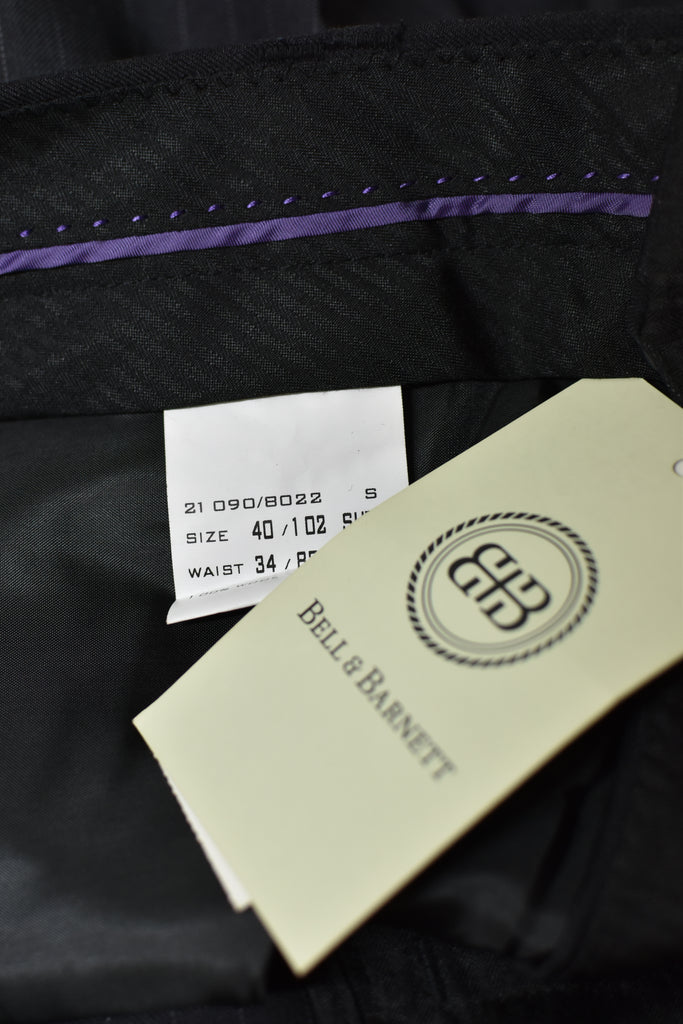 21 090/8022 S
SIZE 40/102
WAIST 34 /
BELL & BARNETT